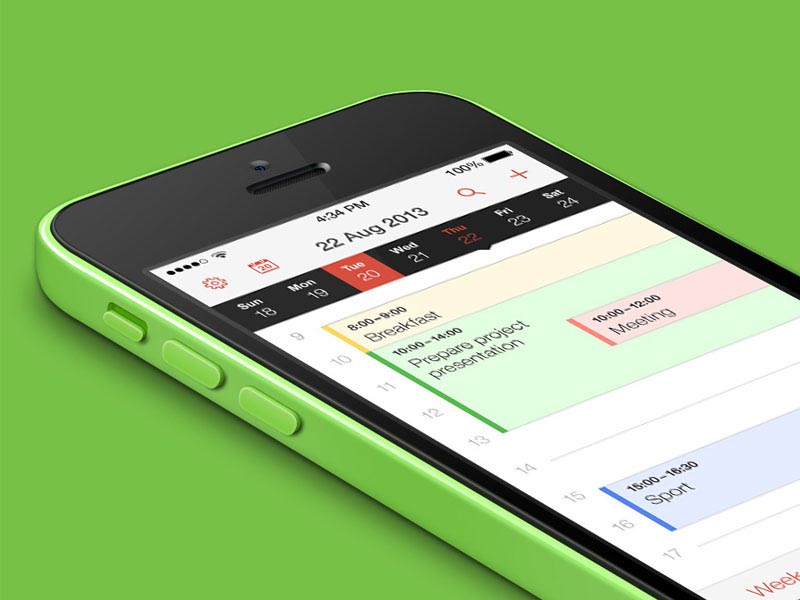 4:34 PM
100%
20
22 Aug 2013
Sun 18
Mon 19
Tue 20
Wed 21
Thu 22
Fri 23
Sat 24
9
8:00–9:00
Breakfast
10
10:00–14:00
Prepare project
presentation
10:00–12:00
Meeting
11
12
13
14
15
15:00–16:30
Sport
16
17
Week